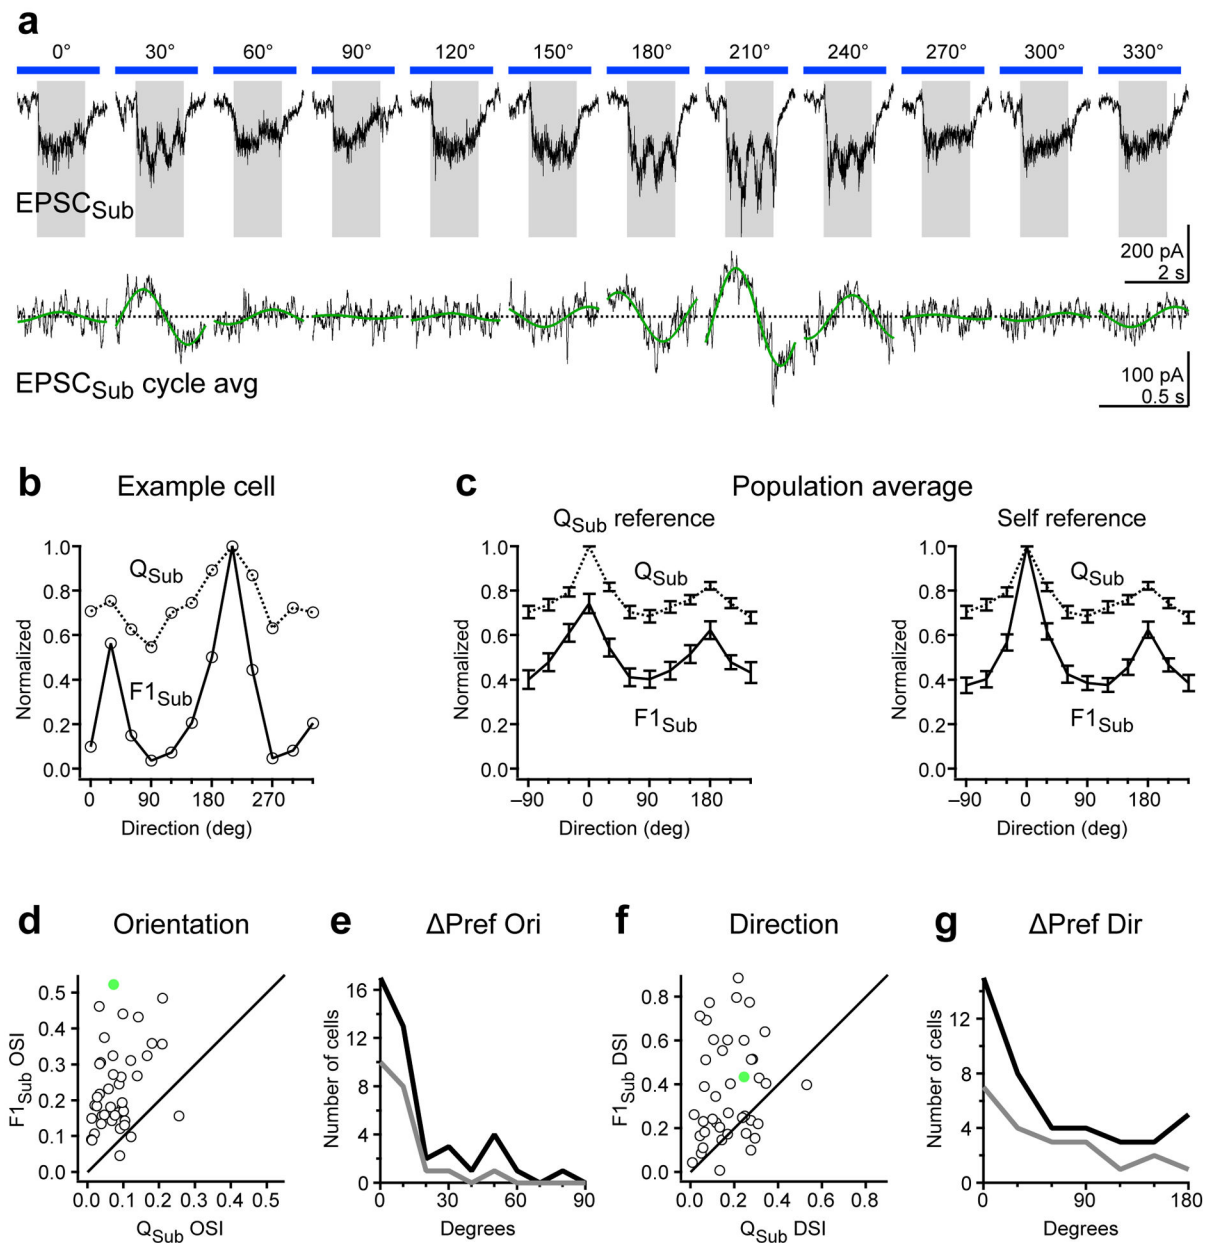 a
0° 30° 60° 90° 120° 150° 180° 210° 240° 270° 300° 330°
EPSCSub
200 pA
2 s
EPSCSub cycle avg
100 pA
0.5 s
b Example cell
c Population average
QSub reference
Self reference
Normalized
1.0
0.8
0.6
0.4
0.2
0.0
QSub
F1Sub
0 90 180 270
Direction (deg)
Normalized
1.0
0.8
0.6
0.4
0.2
0.0
QSub
F1Sub
–90 0 90 180
Direction (deg)
Normalized
1.0
0.8
0.6
0.4
0.2
0.0
QSub
F1Sub
–90 0 90 180
Direction (deg)
d Orientation
F1Sub OSI
0.5
0.4
0.3
0.2
0.1
0.0
0.0 0.1 0.2 0.3 0.4 0.5
QSub OSI
e ΔPref Ori
Number of cells
16
12
8
4
0
0 30 60 90
Degrees
f Direction
F1Sub DSI
0.8
0.6
0.4
0.2
0.0
0.0 0.2 0.4 0.6 0.8
QSub DSI
g ΔPref Dir
Number of cells
12
8
4
0
0 90 180
Degrees